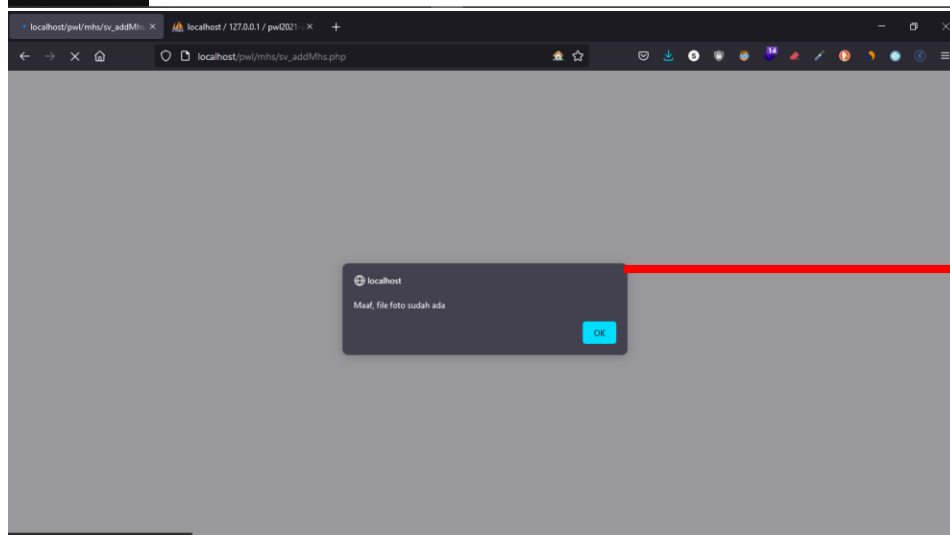 localhost/pwl/mhs/sv_addMhs
localhost / 127.0.0.1 / pwl2021-
localhost/pwl/mhs/sv_addMhs.php
14
localhost
Maaf, file foto sudah ada
OK